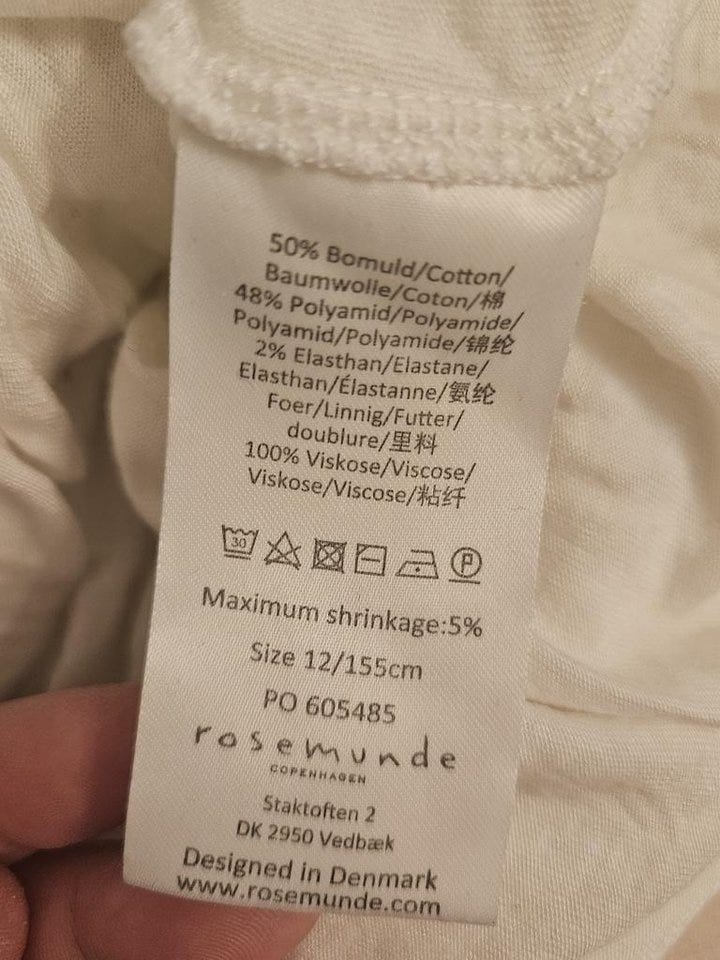 50% Bomuld/Cotton/
Baumwolle/Coton/棉
48% Polyamid/Polyamide/
Polyamid/Polyamide/锦纶
2% Elasthan/Elastane/
Elasthan/Élastanne/氨纶
Foer/Linnig/Futter/
doublure/里料
100% Viskose/Viscose/
Viskose/Viscose/粘纤
30 P
Maximum shrinkage:5%
Size 12/155cm
PO 605485
rosemunde
COPENHAGEN
Staktoften 2
DK 2950 Vedbæk
Designed in Denmark
www.rosemunde.com